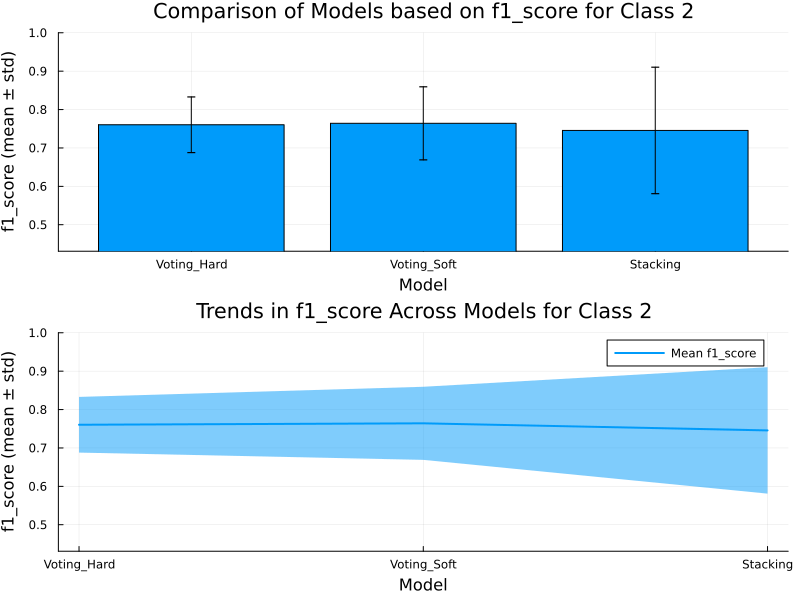 Comparison of Models based on f1_score for Class 2
f1_score (mean ± std)
1.0
0.9
0.8
0.7
0.6
0.5
Voting_Hard
Voting_Soft
Stacking
Model
Trends in f1_score Across Models for Class 2
f1_score (mean ± std)
1.0
0.9
0.8
0.7
0.6
0.5
Mean f1_score
Voting_Hard
Voting_Soft
Stacking
Model